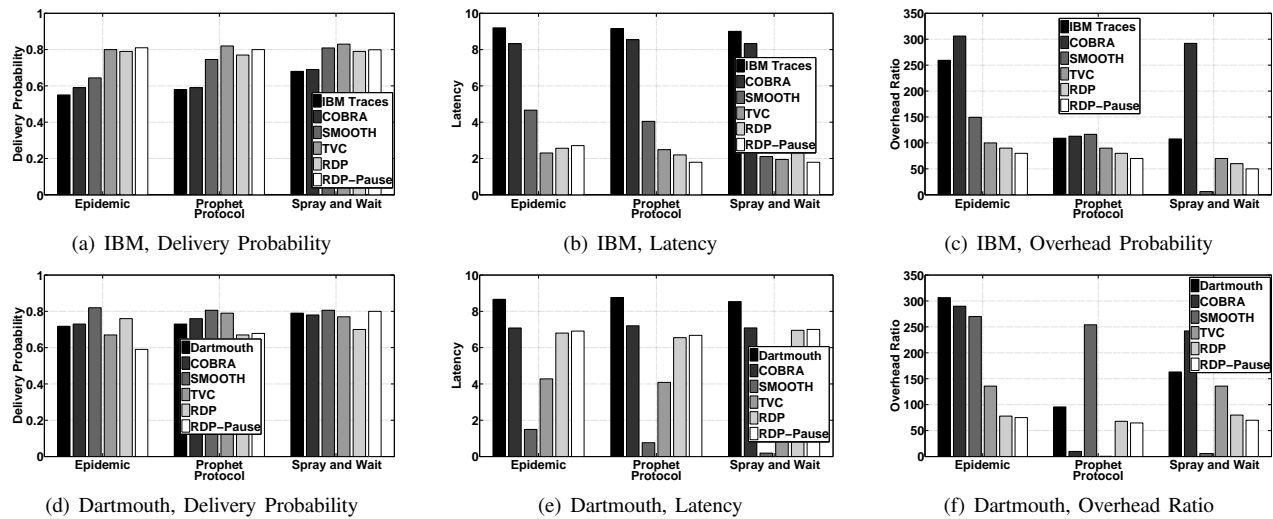 1
0.8
0.6
0.4
0.2
0
Delivery Probability
Epidemic
Prophet
Spray and Wait
Protocol
IBM Traces
COBRA
SMOOTH
TVC
RDP
RDP-Pause
(a) IBM, Delivery Probability
10
8
6
4
2
0
Latency
Epidemic
Prophet
Spray and Wait
Protocol
IBM Traces
COBRA
SMOOTH
TVC
RDP
RDP-Pause
(b) IBM, Latency
350
300
250
200
150
100
50
0
Overhead Ratio
Epidemic
Prophet
Spray and Wait
Protocol
IBM Traces
COBRA
SMOOTH
TVC
RDP
RDP-Pause
(c) IBM, Overhead Probability
1
0.8
0.6
0.4
0.2
0
Delivery Probability
Epidemic
Prophet
Spray and Wait
Protocol
Dartmouth
COBRA
SMOOTH
TVC
RDP
RDP-Pause
(d) Dartmouth, Delivery Probability
10
8
6
4
2
0
Latency
Epidemic
Prophet
Spray and Wait
Protocol
Dartmouth
COBRA
SMOOTH
TVC
RDP
RDP-Pause
(e) Dartmouth, Latency
350
300
250
200
150
100
50
0
Overhead Ratio
Epidemic
Prophet
Spray and Wait
Protocol
Dartmouth
COBRA
SMOOTH
TVC
RDP
RDP-Pause
(f) Dartmouth, Overhead Ratio